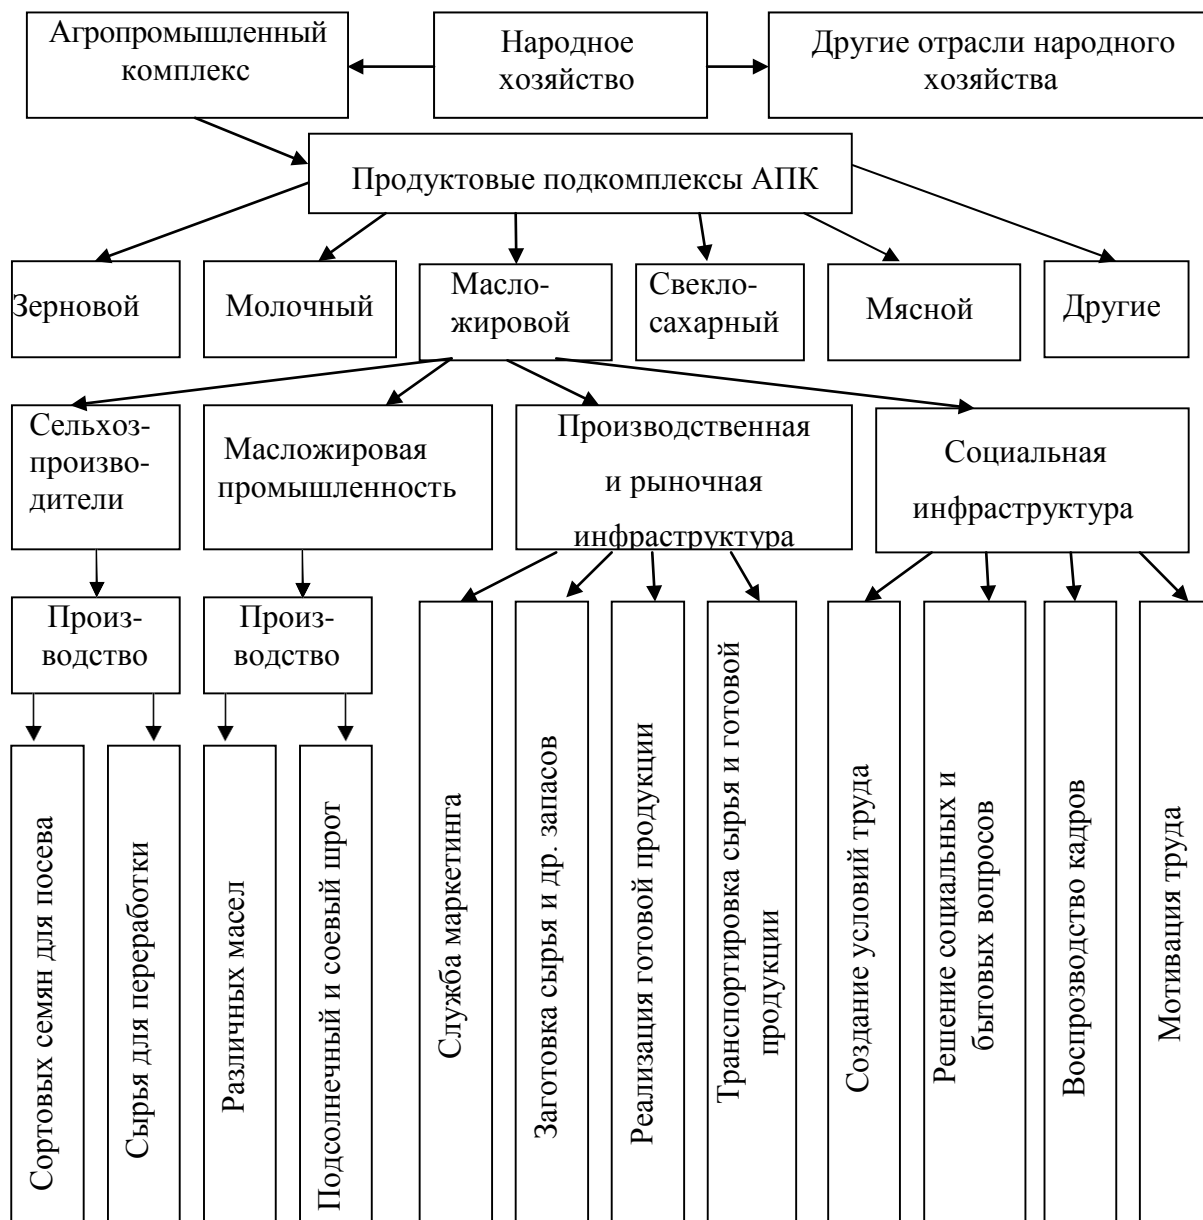 Агропромышленный
комплекс
Народное
хозяйство
Другие отрасли народного
хозяйства
Продуктовые подкомплексы АПК
Зерновой
Молочный
Масло-
жировой
Свекло-
сахарный
Мясной
Другие
Сельхоз-
произво-
дители
Масложировая
промышленность
Производственная
и рыночная
инфраструктура
Социальная
инфраструктура
Произ-
водство
Произ-
водство
Сортовых семян для посева
Сырья для переработки
Различных масел
Подсолнечный и соевый шрот
Служба маркетинга
Заготовка сырья и др. запасов
Реализация готовой продукции
Транспортировка сырья и готовой
продукции
Создание условий труда
Решение социальных и
бытовых вопросов
Воспрозводство кадров
Мотивация труда